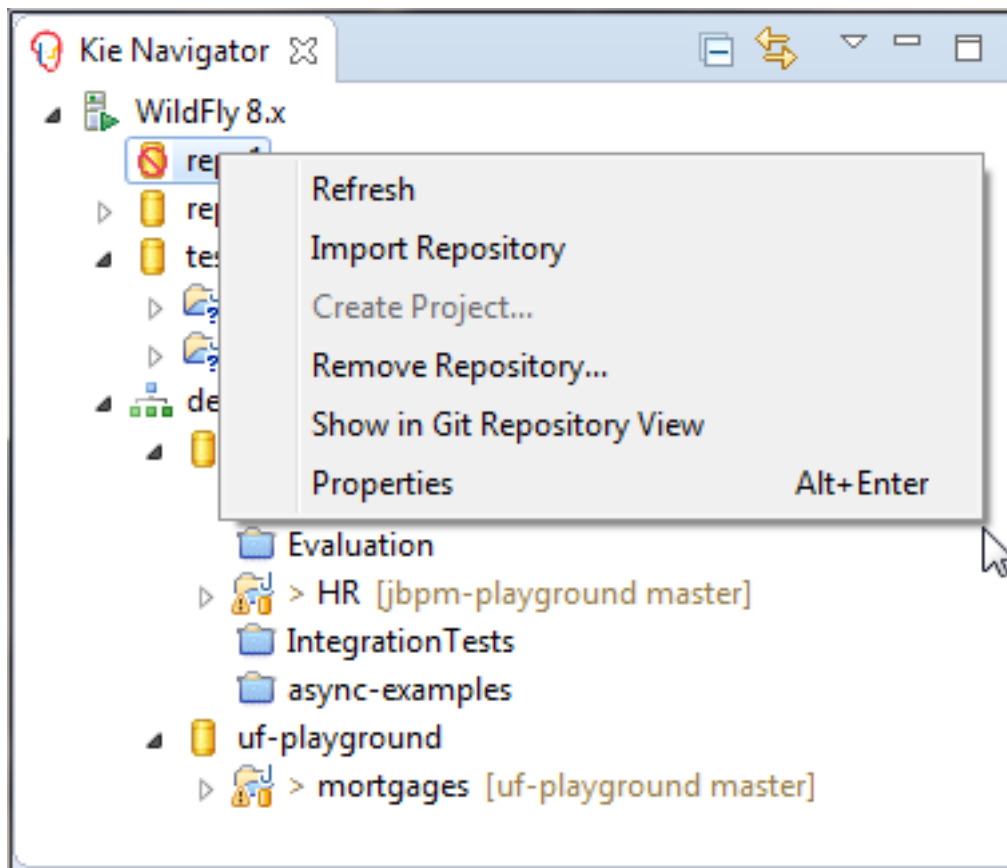 Kie Navigator
WildFly 8.x
Refresh
Import Repository
Create Project...
Remove Repository...
Show in Git Repository View
Properties Alt+Enter
Evaluation
> HR [jbpm-playground master]
IntegrationTests
async-examples
uf-playground
> mortgages [uf-playground master]